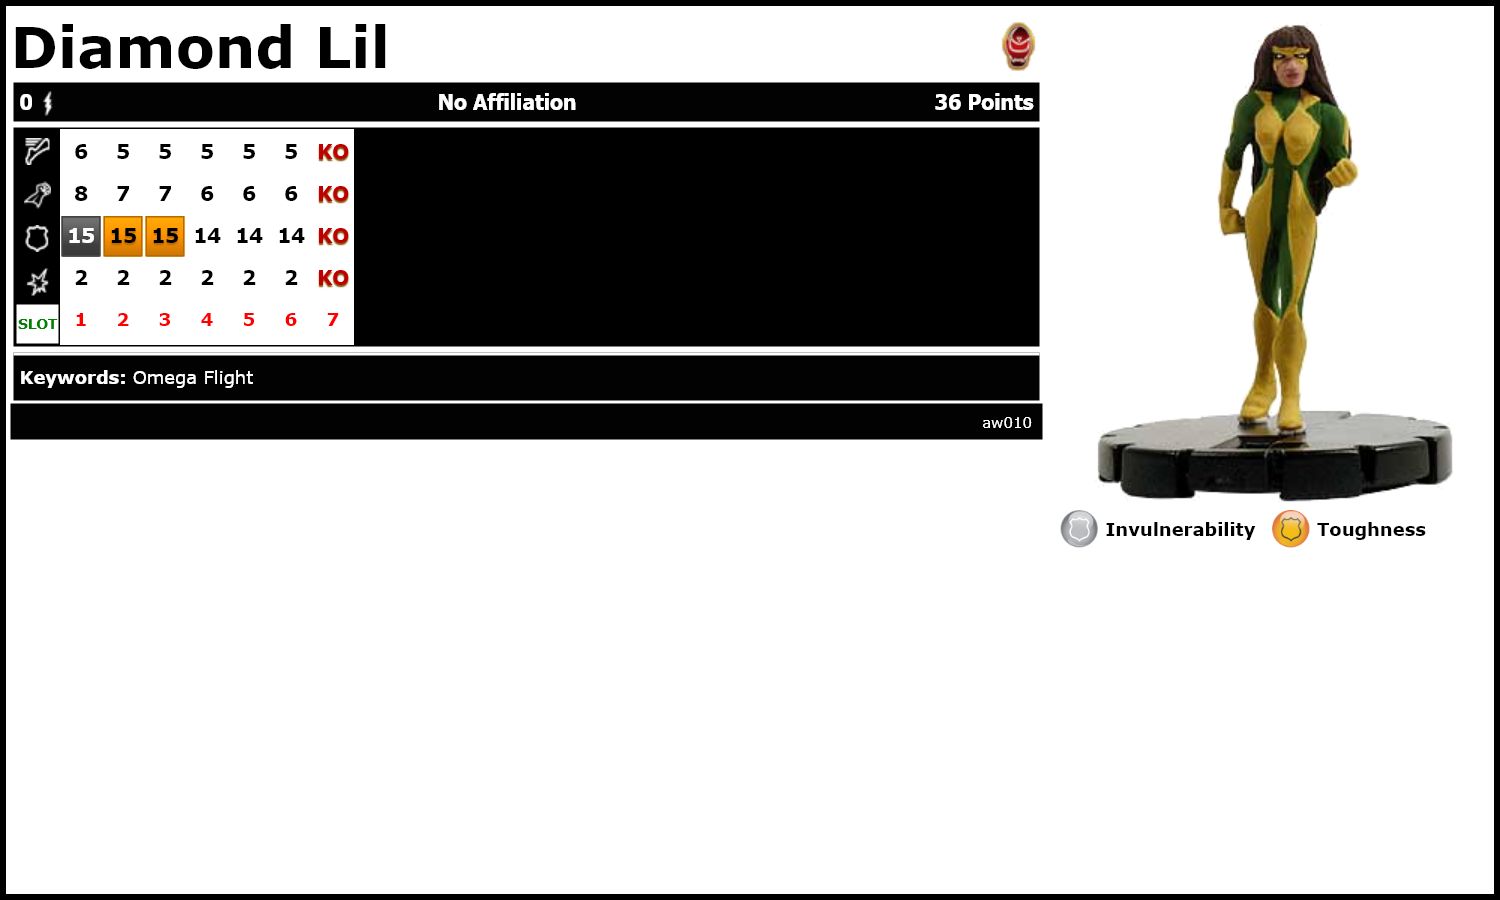 Diamond Lil
0 No Affiliation 36 Points
6 5 5 5 5 5 KO
8 7 7 6 6 6 KO
15 15 15 14 14 14 KO
2 2 2 2 2 2 KO
SLOT 1 2 3 4 5 6 7
Keywords: Omega Flight
aw010
Invulnerability Toughness